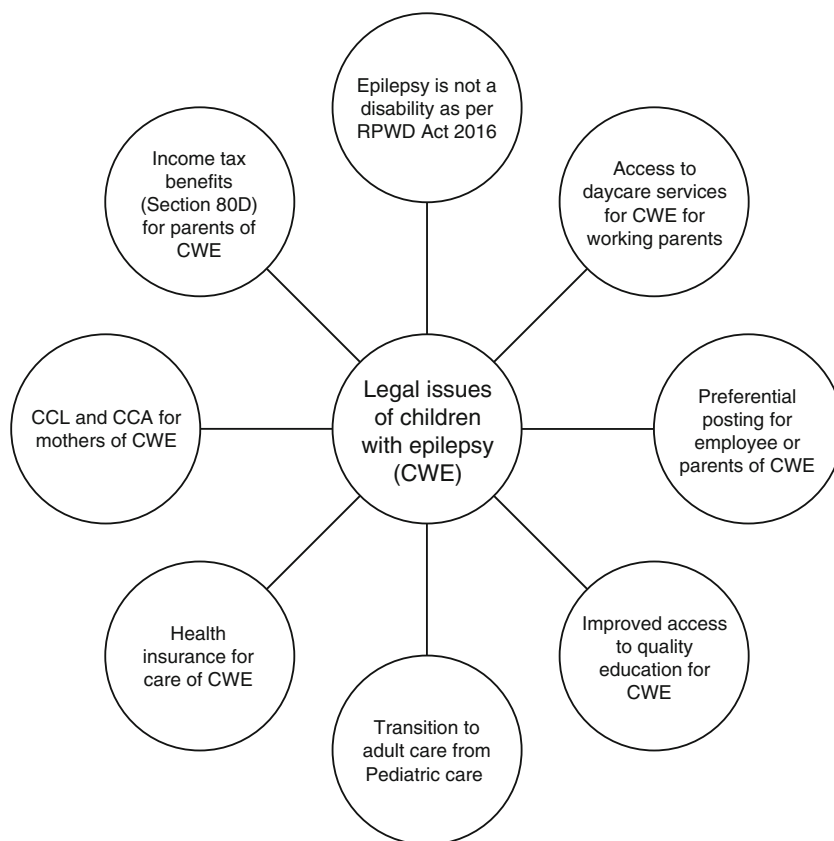 Epilepsy is not a
disability as per
RPWD Act 2016
Income tax
benefits
(Section 80D)
for parents of
CWE
Access to
daycare services
for CWE for
working parents
CCL and CCA for
mothers of CWE
Legal issues
of children
with epilepsy
(CWE)
Preferential
posting for
employee or
parents of CWE
Health
insurance for
care of CWE
Improved access
to quality
education for
CWE
Transition to
adult care from
Pediatric care